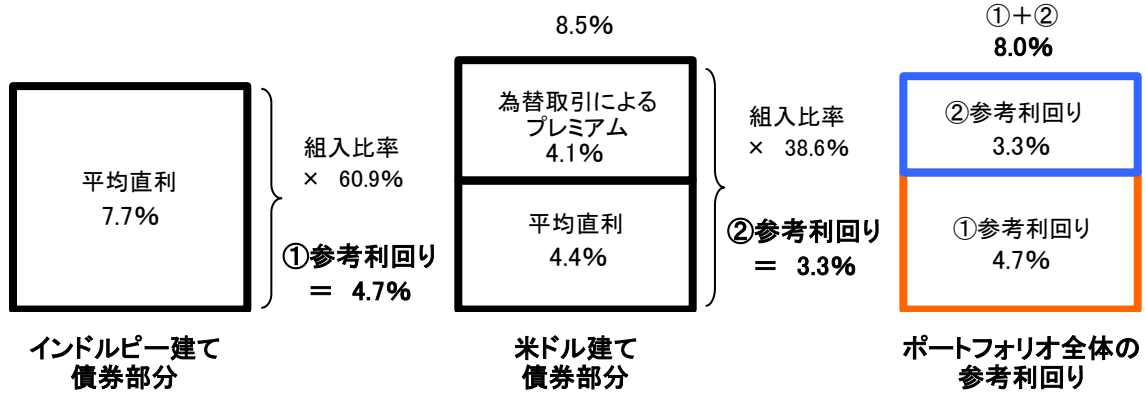 平均直利
7.7%
組入比率
× 60.9%
①参考利回り
＝ 4.7%
インドルピー建て
債券部分
8.5%
為替取引による
プレミアム
4.1%
平均直利
4.4%
組入比率
× 38.6%
②参考利回り
＝ 3.3%
米ドル建て
債券部分
①＋②
8.0%
②参考利回り
3.3%
①参考利回り
4.7%
ポートフォリオ全体の
参考利回り